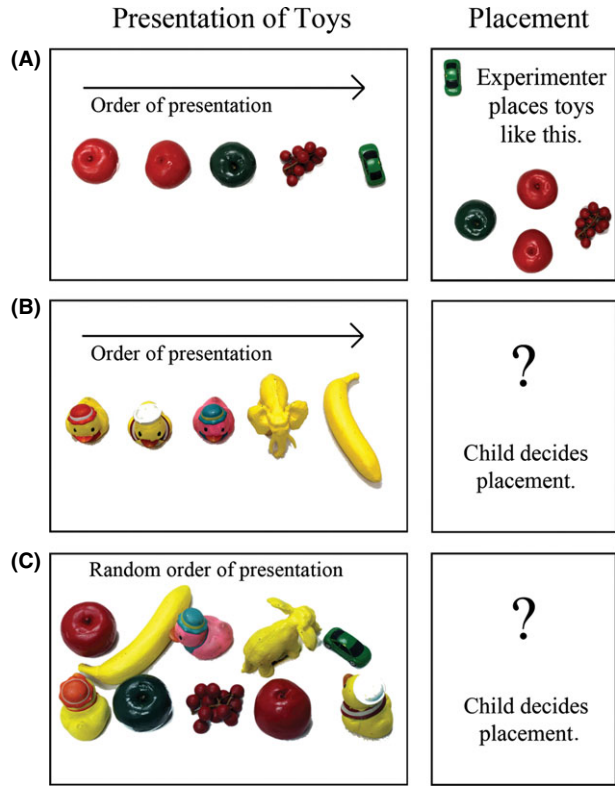 Presentation of Toys
Placement
(A)
Order of presentation
Experimenter
places toys
like this.
(B)
Order of presentation
?
Child decides
placement.
(C)
Random order of presentation
?
Child decides
placement.